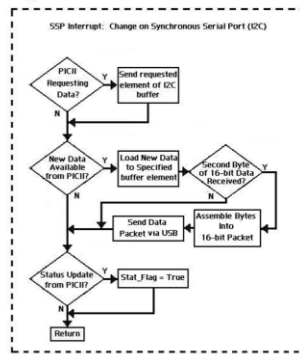 SSP Interrupt: Change on Synchronous Serial Port (I2C)
PICII
Requesting
Data?
Y
N
Send requested
element of I2C
buffer
New Data
Available
from PICII?
Y
N
Load New Data
to Specified
buffer element
Second Byte
of 16-bit Data
Received?
Y
N
Assemble Bytes
Into
16-bit Packet
Send Data
Packet via USB
Status Update
from PICII?
Y
N
Stat_Flag = True
Return